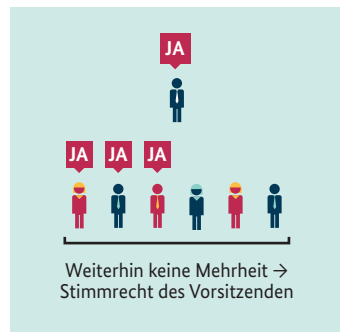 JA
JA JA JA
Weiterhin keine Mehrheit →
Stimmrecht des Vorsitzenden